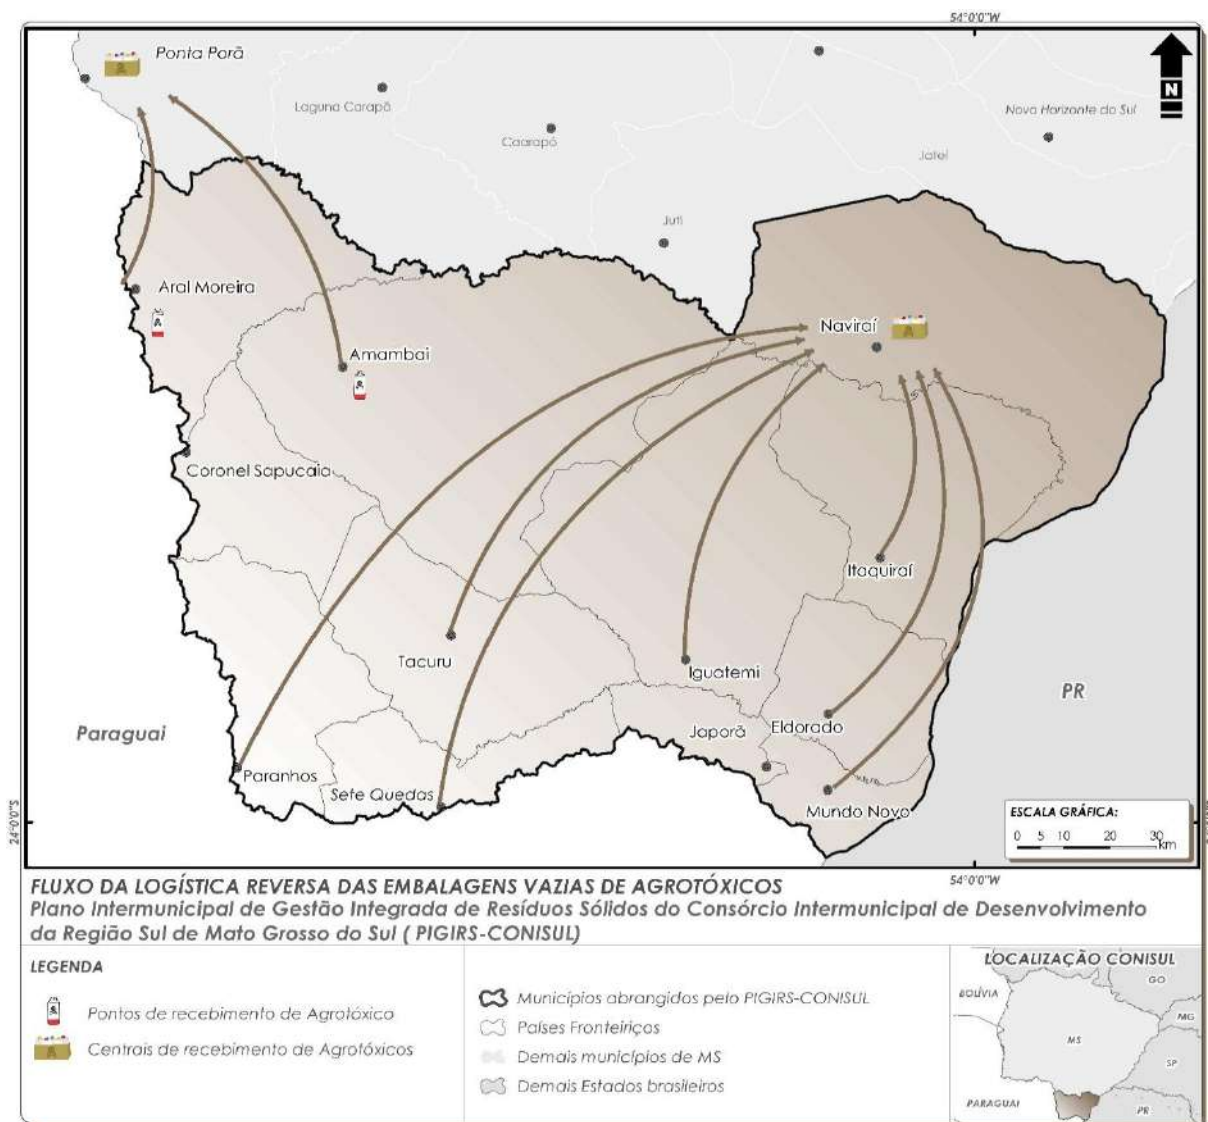 54°0'0"W
Ponta Porã
Laguna Carapã
Caarapó
Nova Horizonte do Sul
Jateí
Juti
N
Aral Moreira
Naviraí
Amambai
Coronel Sapucaia
Itaquiraí
Tacuru
Iguatemi
PR
Paraguai
Japorã
Eldorado
Paranhos
Sete Quedas
Mundo Novo
ESCALA GRÁFICA:
0 5 10 20 30
km
24°0'0"S
54°0'0"W
FLUXO DA LOGÍSTICA REVERSA DAS EMBALAGENS VAZIAS DE AGROTÓXICOS
Plano Intermunicipal de Gestão Integrada de Resíduos Sólidos do Consórcio Intermunicipal de Desenvolvimento
da Região Sul de Mato Grosso do Sul ( PIGIRS-CONISUL)
LEGENDA
Pontos de recebimento de Agrotóxico
Centrais de recebimento de Agrotóxicos
Municípios abrangidos pelo PIGIRS-CONISUL
Países Fronteiriços
Demais municípios de MS
Demais Estados brasileiros
LOCALIZAÇÃO CONISUL
GO
BOLÍVIA
MG
MS
SP
PARAGUAI
PR